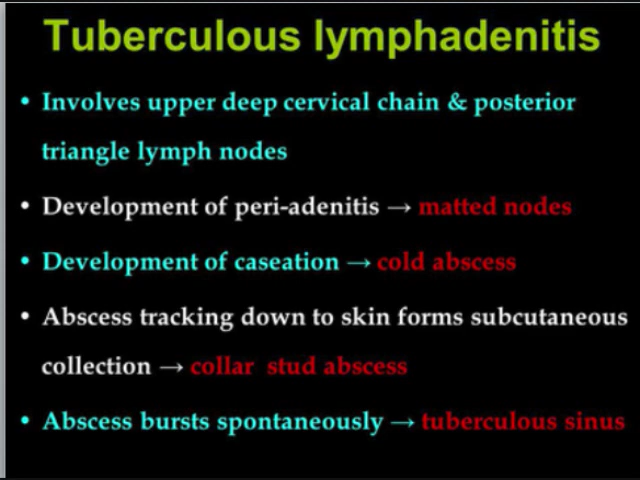 Tuberculous lymphadenitis
• Involves upper deep cervical chain & posterior
triangle lymph nodes
• Development of peri-adenitis → matted nodes
• Development of caseation → cold abscess
• Abscess tracking down to skin forms subcutaneous
collection → collar stud abscess
• Abscess bursts spontaneously → tuberculous sinus